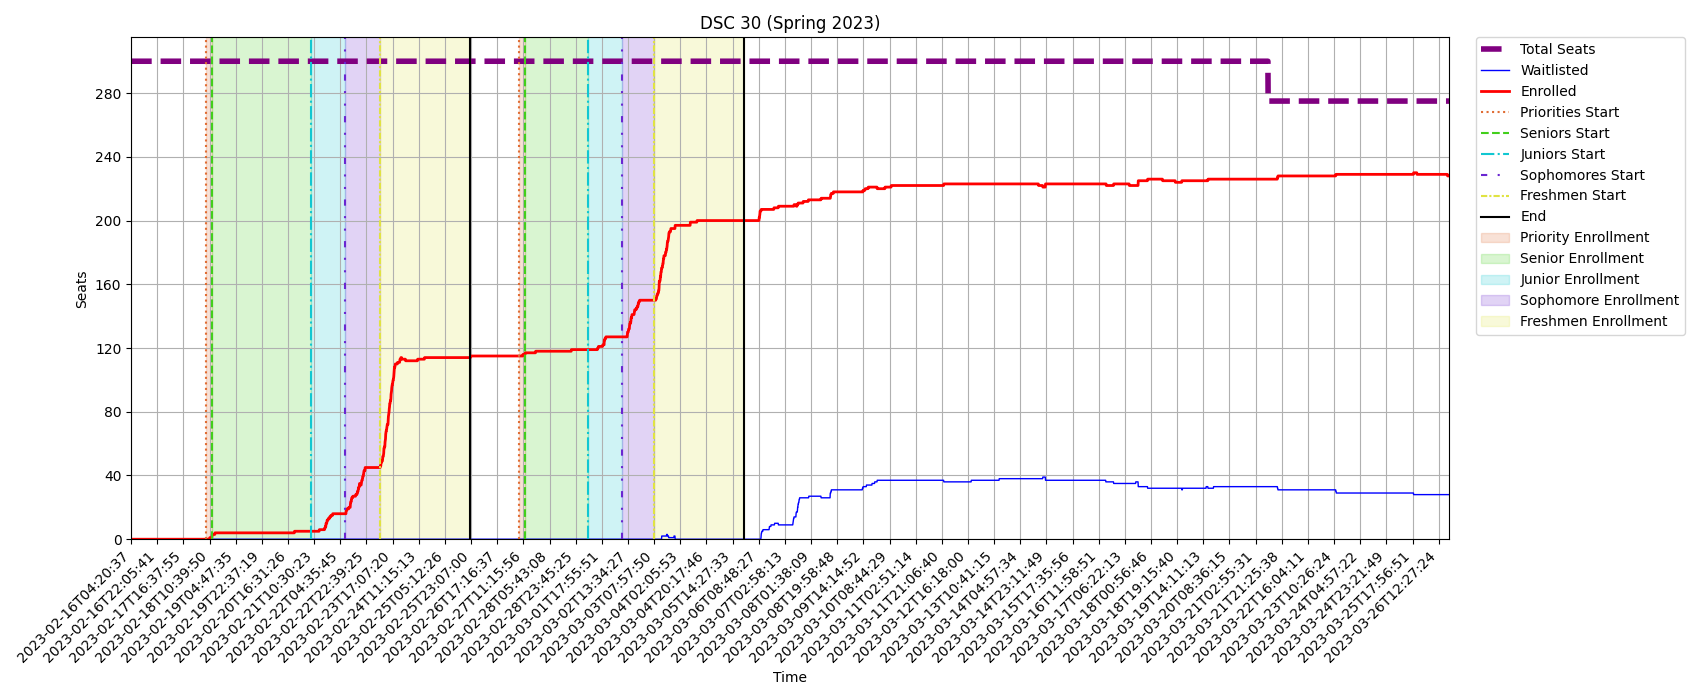 DSC 30 (Spring 2023)
Seats
280
240
200
160
120
80
40
0
2023-02-16T04:20:37
2023-02-16T22:05:41
2023-02-17T16:37:55
2023-02-18T10:39:50
2023-02-19T04:47:35
2023-02-19T22:37:19
2023-02-20T16:31:26
2023-02-21T10:30:23
2023-02-22T04:35:45
2023-02-22T22:39:25
2023-02-23T17:07:20
2023-02-24T11:15:13
2023-02-25T05:12:26
2023-02-25T23:07:00
2023-02-26T17:16:37
2023-02-27T11:15:56
2023-02-28T05:43:08
2023-02-28T23:45:25
2023-03-01T17:55:51
2023-03-02T13:34:27
2023-03-03T07:57:50
2023-03-04T02:05:53
2023-03-04T20:17:46
2023-03-05T14:27:33
2023-03-06T08:48:27
2023-03-07T02:58:13
2023-03-08T01:38:09
2023-03-08T19:58:48
2023-03-09T14:14:52
2023-03-10T08:44:29
2023-03-11T02:51:14
2023-03-11T21:06:40
2023-03-12T16:18:00
2023-03-13T10:41:15
2023-03-14T04:57:34
2023-03-14T23:11:49
2023-03-15T17:35:56
2023-03-16T11:58:51
2023-03-17T06:22:13
2023-03-18T00:56:46
2023-03-18T19:15:40
2023-03-19T14:11:13
2023-03-20T08:36:15
2023-03-21T02:55:31
2023-03-21T21:25:38
2023-03-22T16:04:11
2023-03-23T10:26:24
2023-03-24T04:57:22
2023-03-24T23:21:49
2023-03-25T17:56:51
2023-03-26T12:27:24
Time
Total Seats
Waitlisted
Enrolled
Priorities Start
Seniors Start
Juniors Start
Sophomores Start
Freshmen Start
End
Priority Enrollment
Senior Enrollment
Junior Enrollment
Sophomore Enrollment
Freshmen Enrollment